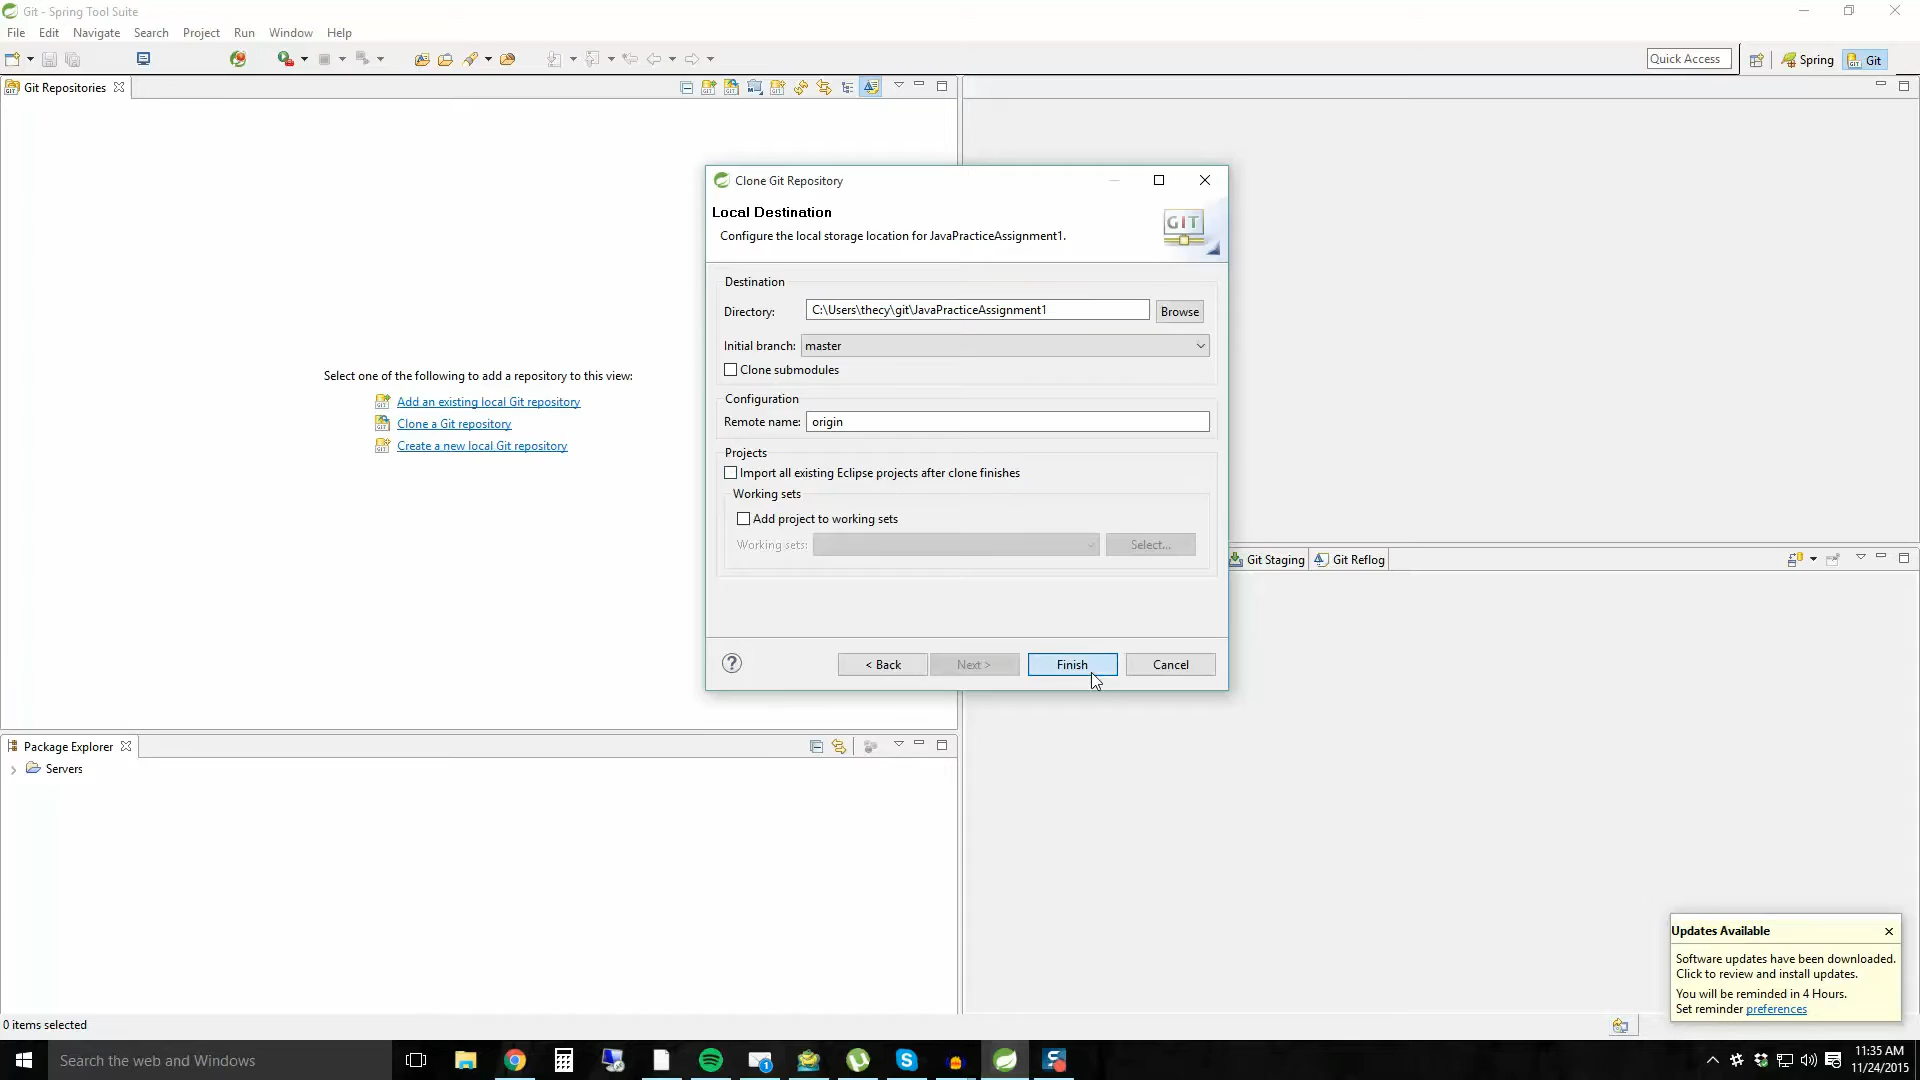 Git - Spring Tool Suite
File Edit Navigate Search Project Run Window Help
Quick Access
Spring
Git
Git Repositories
Clone Git Repository
Local Destination
Configure the local storage location for JavaPracticeAssignment1.
GIT
Destination
Directory: C:\Users\thecy\git\JavaPracticeAssignment1 Browse
Initial branch: master
Clone submodules
Configuration
Remote name: origin
Projects
Import all existing Eclipse projects after clone finishes
Working sets
Add project to working sets
Working sets: Select...
< Back Next > Finish Cancel
Select one of the following to add a repository to this view:
Add an existing local Git repository
Clone a Git repository
Create a new local Git repository
Git Staging Git Reflog
Package Explorer
Servers
Updates Available
Software updates have been downloaded.
Click to review and install updates.
You will be reminded in 4 Hours.
Set reminder preferences
0 items selected
Search the web and Windows
11:35 AM
11/24/2015